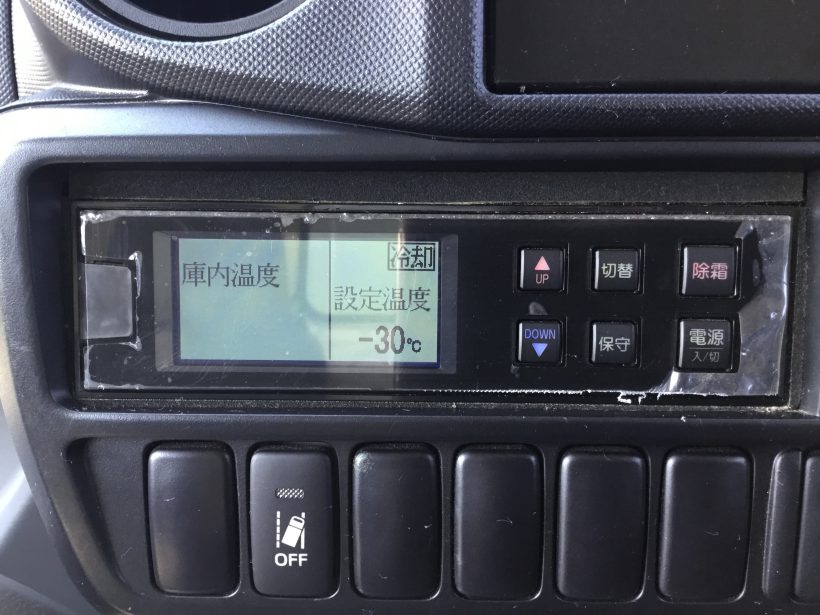 庫内温度
冷却
設定温度
-30℃
UP
切替
除霜
DOWN
保守
電源
入/切
OFF